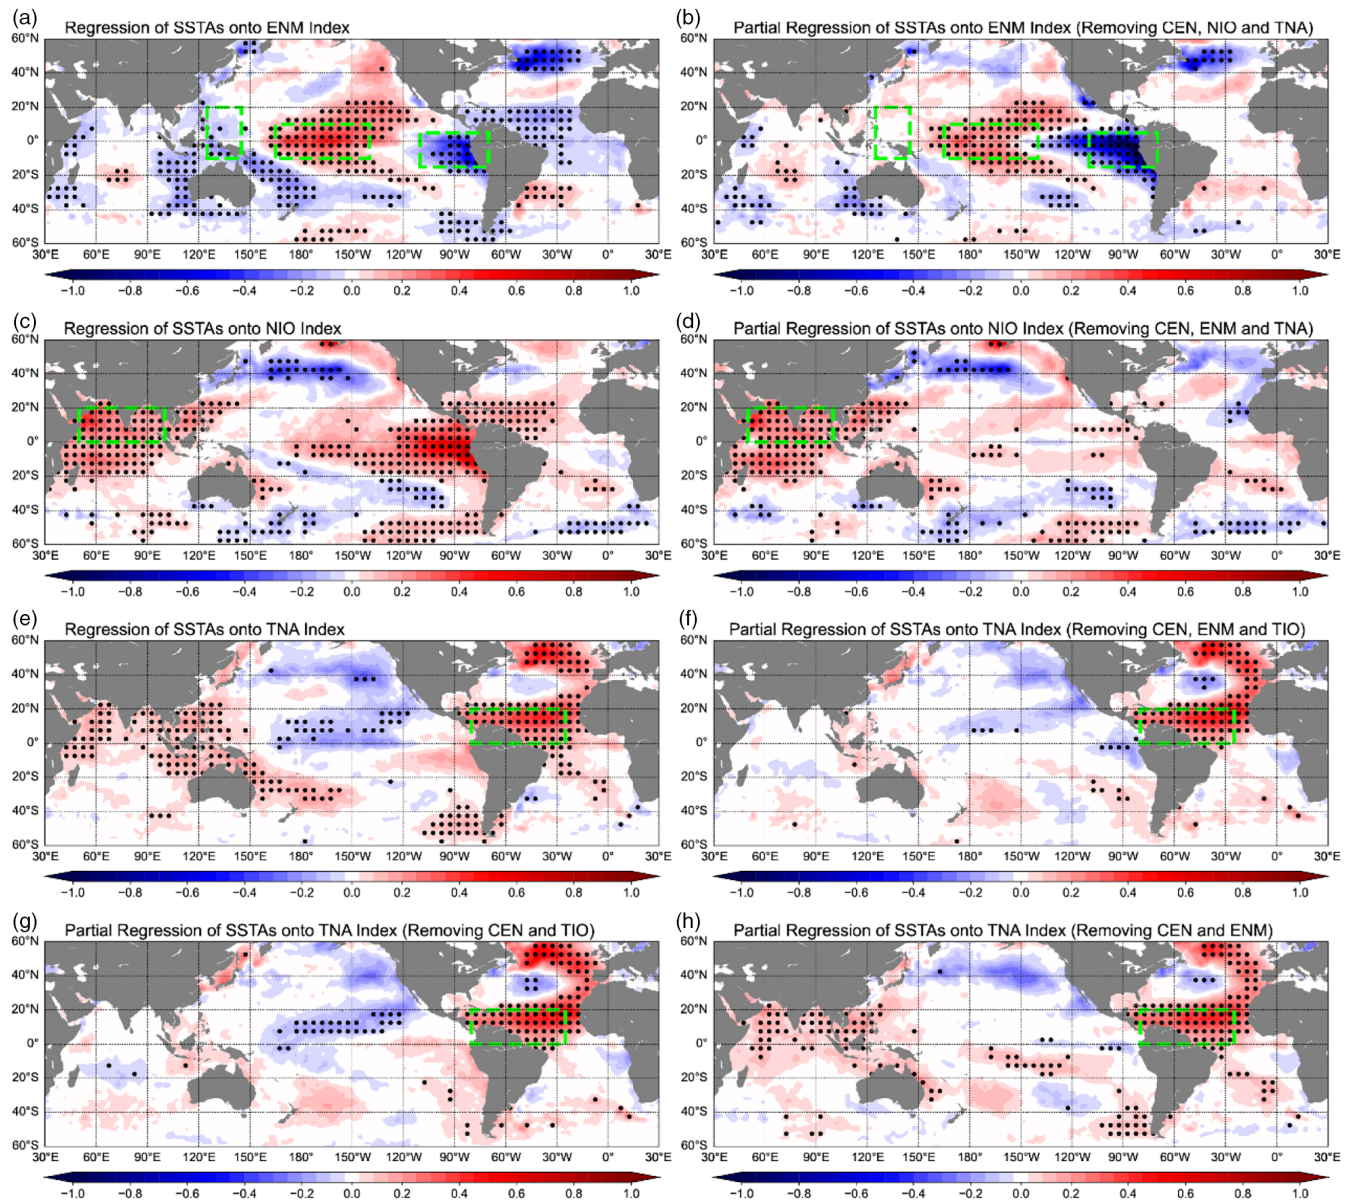 (a) Regression of SSTAs onto ENM Index
60°N
40°N
20°N
0°
20°S
40°S
60°S
30°E 60°E 90°E 120°E 150°E 180° 150°W 120°W 90°W 60°W 30°W 0° 30°E
−1.0 −0.8 −0.6 −0.4 −0.2 0.0 0.2 0.4 0.6 0.8 1.0
(b) Partial Regression of SSTAs onto ENM Index (Removing CEN, NIO and TNA)
60°N
40°N
20°N
0°
20°S
40°S
60°S
30°E 60°E 90°E 120°E 150°E 180° 150°W 120°W 90°W 60°W 30°W 0° 30°E
−1.0 −0.8 −0.6 −0.4 −0.2 0.0 0.2 0.4 0.6 0.8 1.0
(c) Regression of SSTAs onto NIO Index
60°N
40°N
20°N
0°
20°S
40°S
60°S
30°E 60°E 90°E 120°E 150°E 180° 150°W 120°W 90°W 60°W 30°W 0° 30°E
−1.0 −0.8 −0.6 −0.4 −0.2 0.0 0.2 0.4 0.6 0.8 1.0
(d) Partial Regression of SSTAs onto NIO Index (Removing CEN, ENM and TNA)
60°N
40°N
20°N
0°
20°S
40°S
60°S
30°E 60°E 90°E 120°E 150°E 180° 150°W 120°W 90°W 60°W 30°W 0° 30°E
−1.0 −0.8 −0.6 −0.4 −0.2 0.0 0.2 0.4 0.6 0.8 1.0
(e) Regression of SSTAs onto TNA Index
60°N
40°N
20°N
0°
20°S
40°S
60°S
30°E 60°E 90°E 120°E 150°E 180° 150°W 120°W 90°W 60°W 30°W 0° 30°E
−1.0 −0.8 −0.6 −0.4 −0.2 0.0 0.2 0.4 0.6 0.8 1.0
(f) Partial Regression of SSTAs onto TNA Index (Removing CEN, ENM and TIO)
60°N
40°N
20°N
0°
20°S
40°S
60°S
30°E 60°E 90°E 120°E 150°E 180° 150°W 120°W 90°W 60°W 30°W 0° 30°E
−1.0 −0.8 −0.6 −0.4 −0.2 0.0 0.2 0.4 0.6 0.8 1.0
(g) Partial Regression of SSTAs onto TNA Index (Removing CEN and TIO)
60°N
40°N
20°N
0°
20°S
40°S
60°S
30°E 60°E 90°E 120°E 150°E 180° 150°W 120°W 90°W 60°W 30°W 0° 30°E
−1.0 −0.8 −0.6 −0.4 −0.2 0.0 0.2 0.4 0.6 0.8 1.0
(h) Partial Regression of SSTAs onto TNA Index (Removing CEN and ENM)
60°N
40°N
20°N
0°
20°S
40°S
60°S
30°E 60°E 90°E 120°E 150°E 180° 150°W 120°W 90°W 60°W 30°W 0° 30°E
−1.0 −0.8 −0.6 −0.4 −0.2 0.0 0.2 0.4 0.6 0.8 1.0